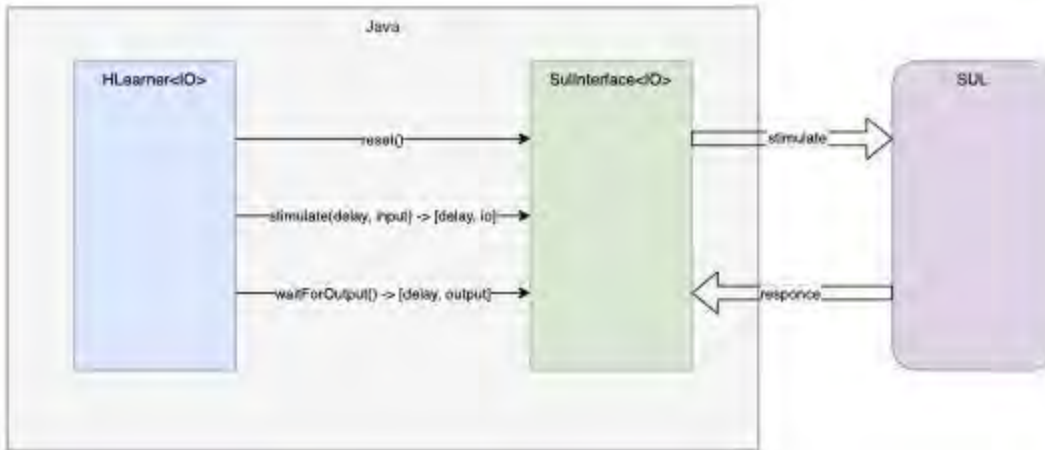 Java
HLearner<IO>
SulInterface<IO>
SUL
reset()
stimulate
stimulate(delay, input) -> [delay, io]
waitForOutput() -> [delay, output]
responce